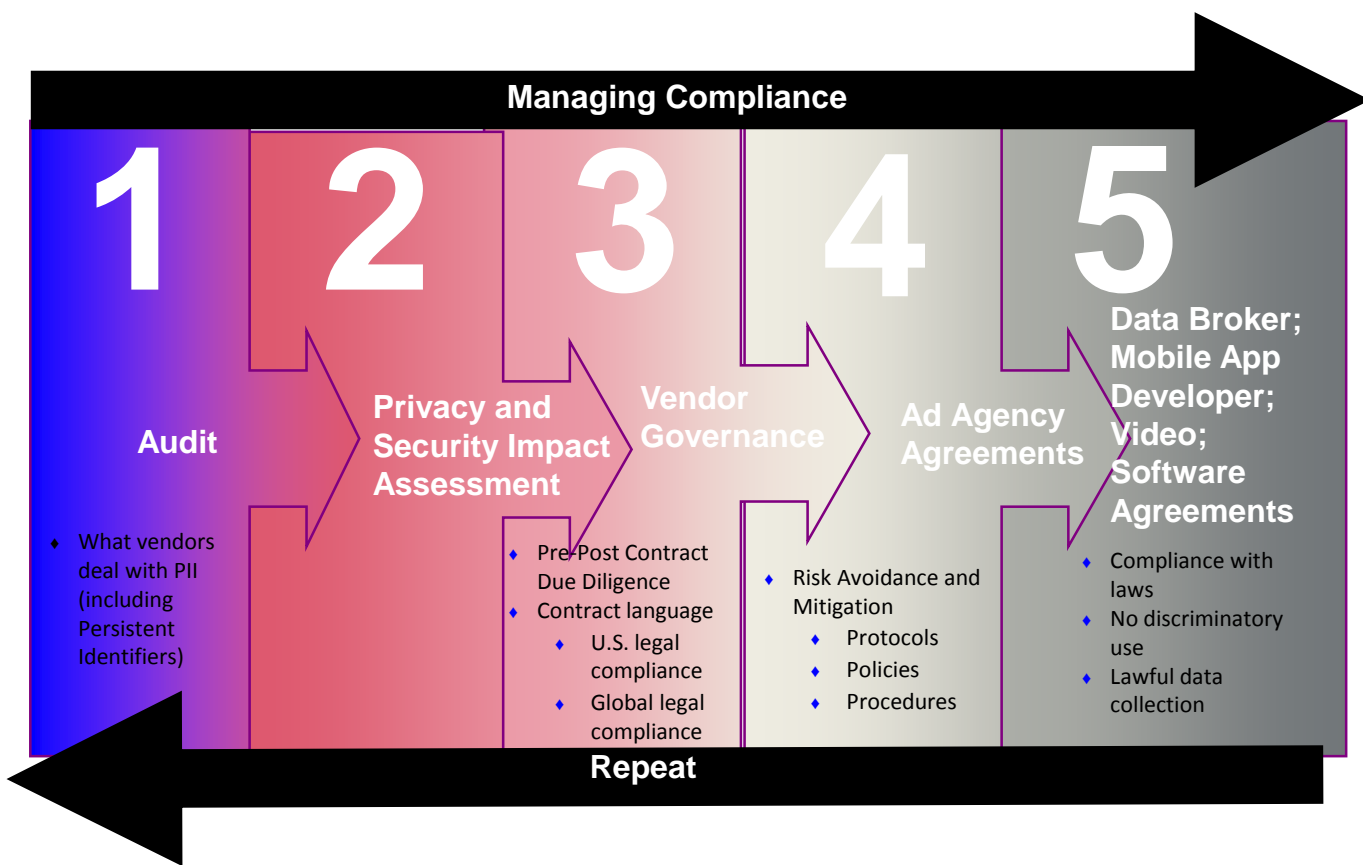 Managing Compliance
1
2
3
4
5
Audit
Privacy and
Security Impact
Assessment
Vendor
Governance
Ad Agency
Agreements
Data Broker;
Mobile App
Developer;
Video;
Software
Agreements
What vendors
deal with PII
(including
Persistent
Identifiers)
Pre-Post Contract
Due Diligence
Contract language
U.S. legal
compliance
Global legal
compliance
Risk Avoidance and
Mitigation
Protocols
Policies
Procedures
Compliance with
laws
No discriminatory
use
Lawful data
collection
Repeat